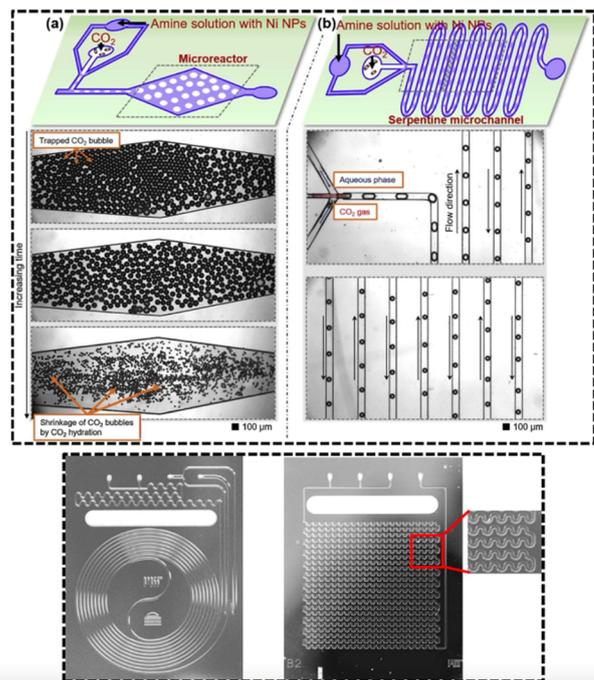 (a)
Amine solution with Ni NPs
CO2
Microreactor
(b)
Amine solution with Ni NPs
CO2
Serpentine microchannel
Increasing time
Trapped CO2 bubble
Shrinkage of CO2 bubbles
by CO2 hydration
100 µm
Aqueous phase
CO2 gas
Flow direction
100 µm
B2